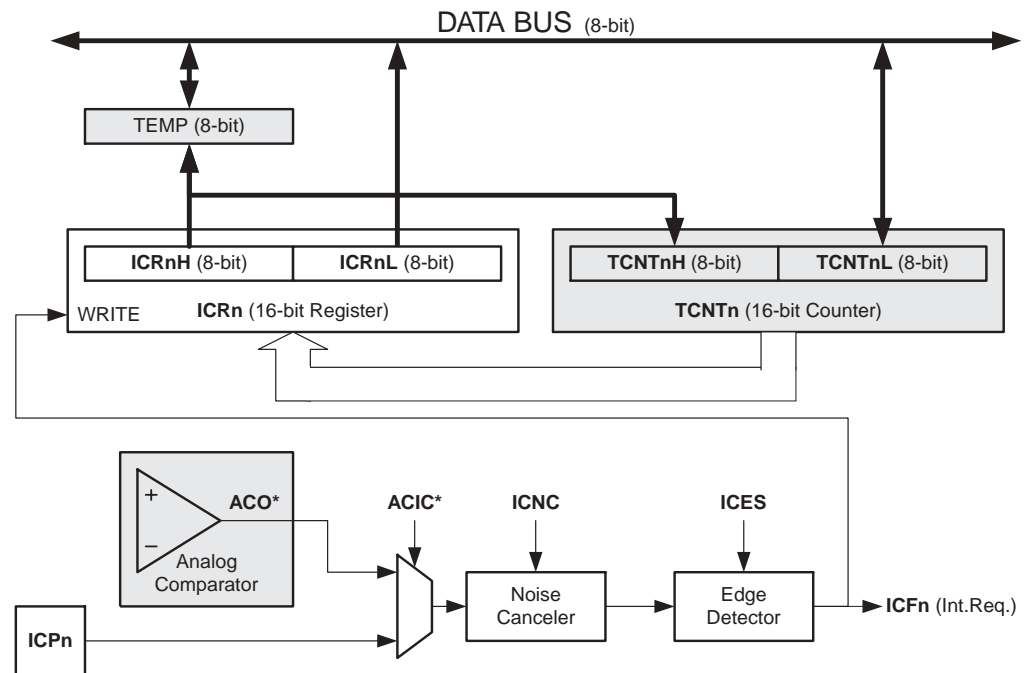 DATA BUS (8-bit)
TEMP (8-bit)
ICRnH (8-bit)
ICRnL (8-bit)
TCNTnH (8-bit)
TCNTnL (8-bit)
WRITE
ICRn (16-bit Register)
TCNTn (16-bit Counter)
+
−
ACO*
Analog
Comparator
ACIC*
ICNC
ICES
Noise
Canceler
Edge
Detector
ICFn (Int.Req.)
ICPn